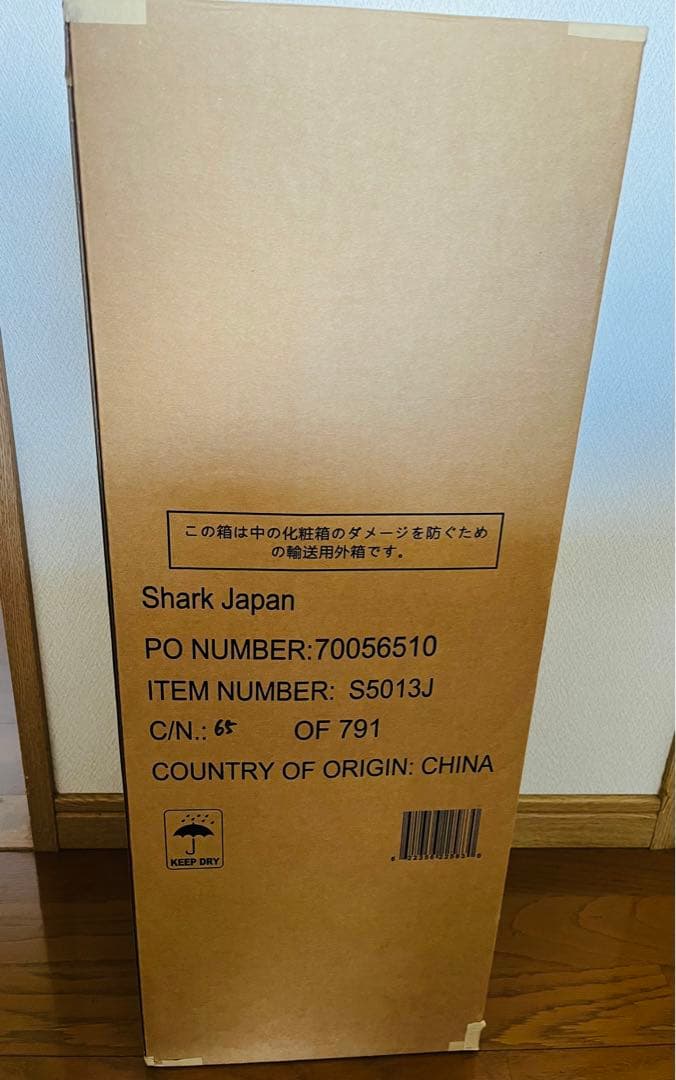 この箱は中の化粧箱のダメージを防ぐため
の輸送用外箱です。
Shark Japan
PO NUMBER:70056510
ITEM NUMBER: S5013J
C/N.: 65 OF 791
COUNTRY OF ORIGIN: CHINA
KEEP DRY